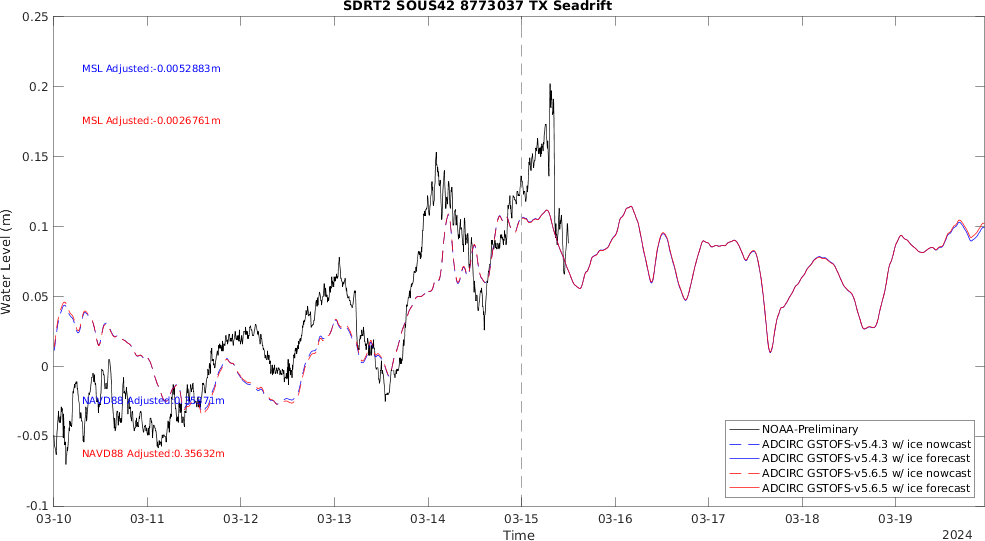 SDRT2 SOUS42 8773037 TX Seadrift
0.25
0.2
0.15
0.1
0.05
0
-0.05
-0.1
Water Level (m)
MSL Adjusted:-0.0052883m
MSL Adjusted:-0.0026761m
NAVD88 Adjusted:0.35371m
NAVD88 Adjusted:0.35632m
NOAA-Preliminary
ADCIRC GSTOFS-v5.4.3 w/ ice nowcast
ADCIRC GSTOFS-v5.4.3 w/ ice forecast
ADCIRC GSTOFS-v5.6.5 w/ ice nowcast
ADCIRC GSTOFS-v5.6.5 w/ ice forecast
03-10 03-11 03-12 03-13 03-14 03-15 03-16 03-17 03-18 03-19
Time
2024